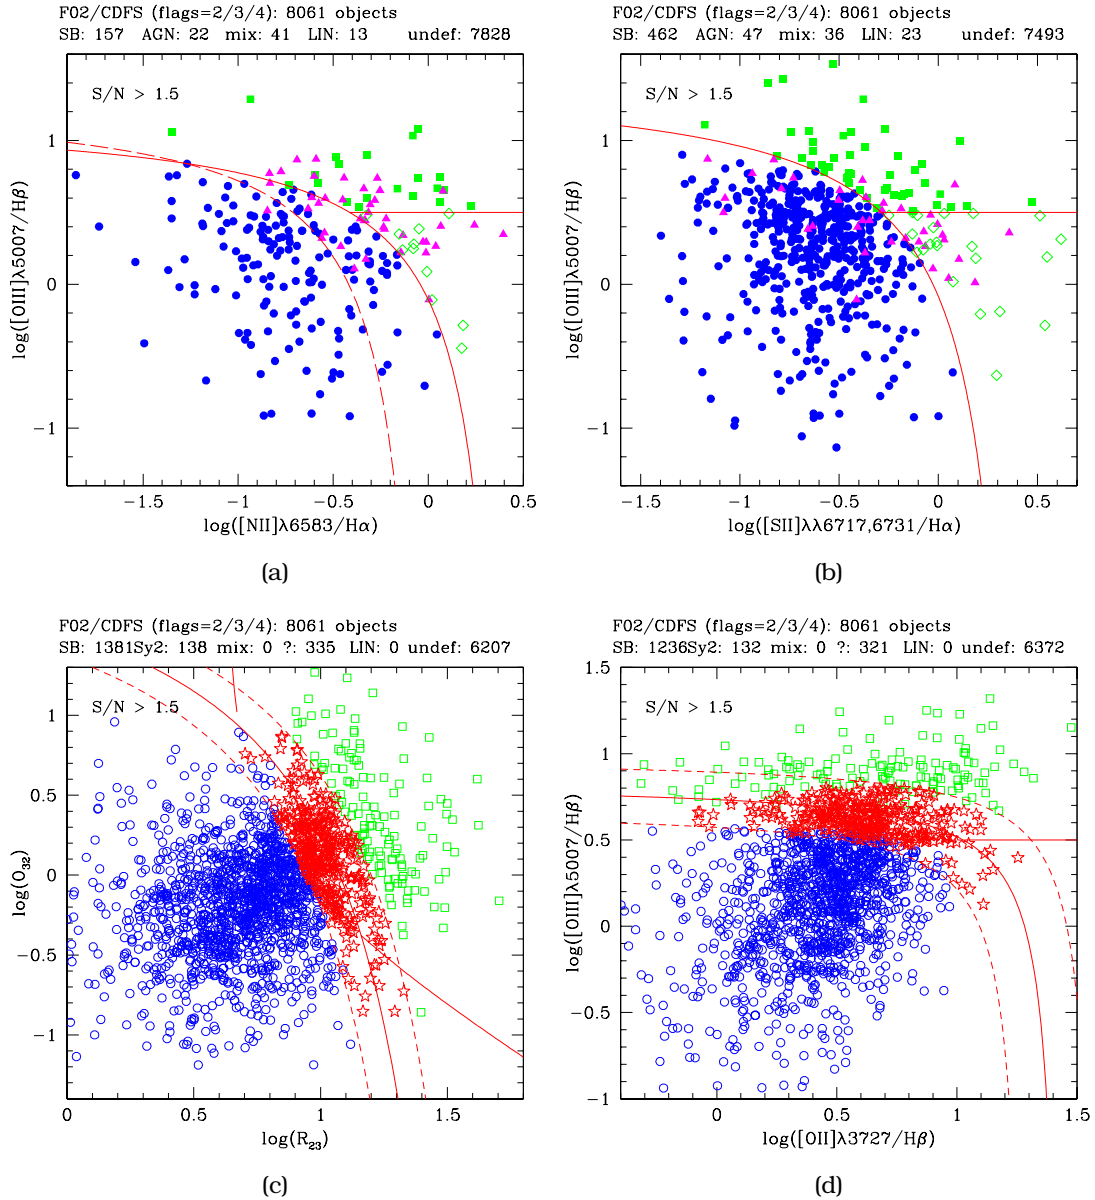 F02/CDFS (flags=2/3/4): 8061 objects
SB: 157 AGN: 22 mix: 41 LIN: 13 undef: 7828
S/N > 1.5
1
0
−1
log([OIII]λ5007/Hβ)
−1.5 −1 −0.5 0 0.5
log([NII]λ6583/Hα)
(a)
F02/CDFS (flags=2/3/4): 8061 objects
SB: 462 AGN: 47 mix: 36 LIN: 23 undef: 7493
S/N > 1.5
1
0
−1
log([OIII]λ5007/Hβ)
−1.5 −1 −0.5 0 0.5
log([SII]λλ6717,6731/Hα)
(b)
F02/CDFS (flags=2/3/4): 8061 objects
SB: 1381Sy2: 138 mix: 0 ?: 335 LIN: 0 undef: 6207
S/N > 1.5
1
0.5
0
−0.5
−1
log(O32)
0 0.5 1 1.5
log(R23)
(c)
F02/CDFS (flags=2/3/4): 8061 objects
SB: 1236Sy2: 132 mix: 0 ?: 321 LIN: 0 undef: 6372
S/N > 1.5
1.5
1
0.5
0
−0.5
−1
log([OIII]λ5007/Hβ)
0 0.5 1 1.5
log([OII]λ3727/Hβ)
(d)